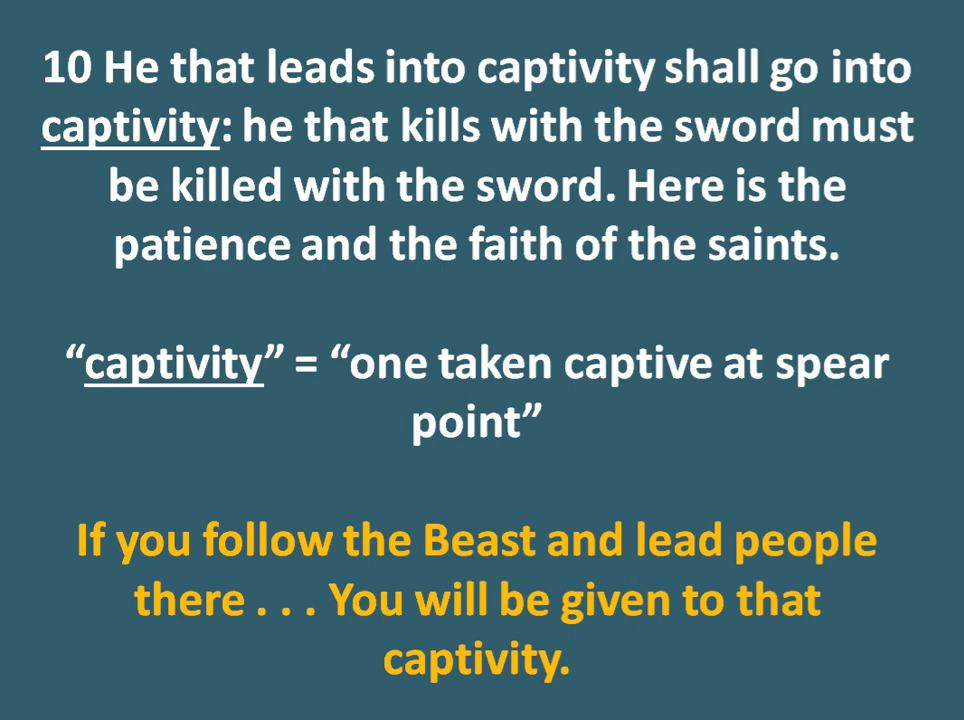 10 He that leads into captivity shall go into
captivity: he that kills with the sword must
be killed with the sword. Here is the
patience and the faith of the saints.
“captivity” = “one taken captive at spear
point”
If you follow the Beast and lead people
there . . . You will be given to that
captivity.